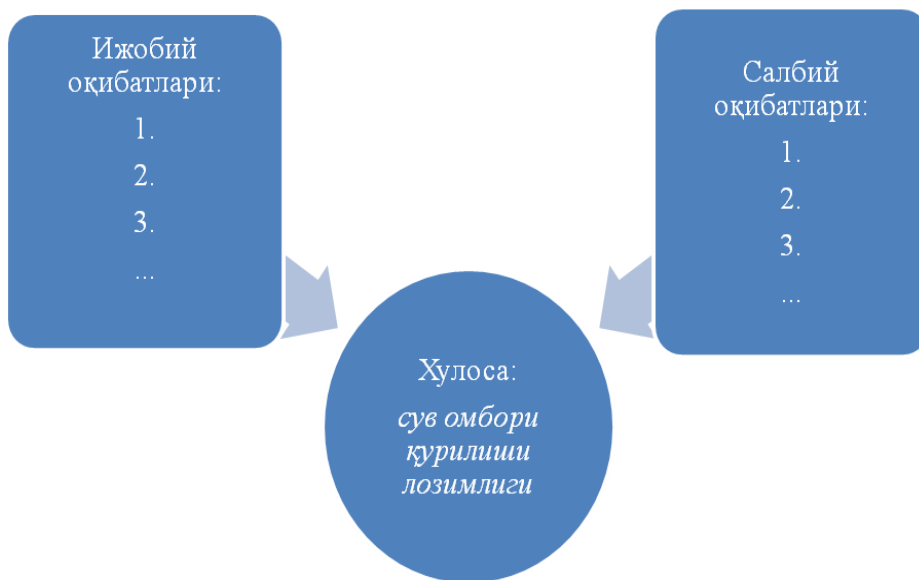 Ижобий
оқибатлари:
1.
2.
3.
...
Салбий
оқибатлари:
1.
2.
3.
...
Хулоса:
сув омбори
қурилиши
лозимлиги